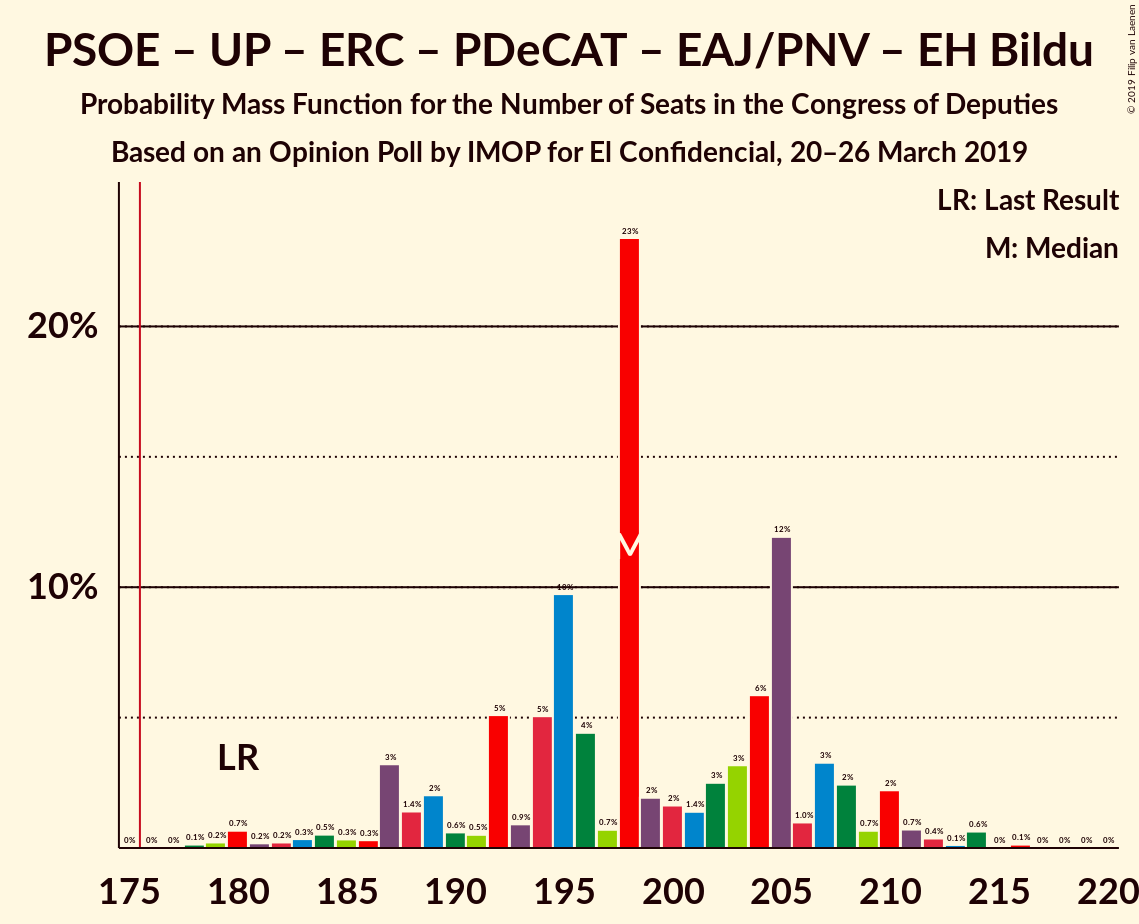 PSOE – UP – ERC – PDeCAT – EAJ/PNV – EH Bildu
Probability Mass Function for the Number of Seats in the Congress of Deputies
Based on an Opinion Poll by IMOP for El Confidencial, 20–26 March 2019
© 2019 Filip van Laenen
LR: Last Result
M: Median
20%
10%
LR
M
0% 0% 0% 0.1% 0.2% 0.7% 0.2% 0.2% 0.3% 0.5% 0.3% 0.3% 3% 1.4% 2% 0.6% 0.5% 5% 0.9% 5% 10% 4% 0.7% 23% 2% 2% 1.4% 3% 3% 6% 12% 1.0% 3% 2% 0.7% 2% 0.7% 0.4% 0.1% 0.6% 0% 0.1% 0% 0% 0% 0%
175 180 185 190 195 200 205 210 215 220